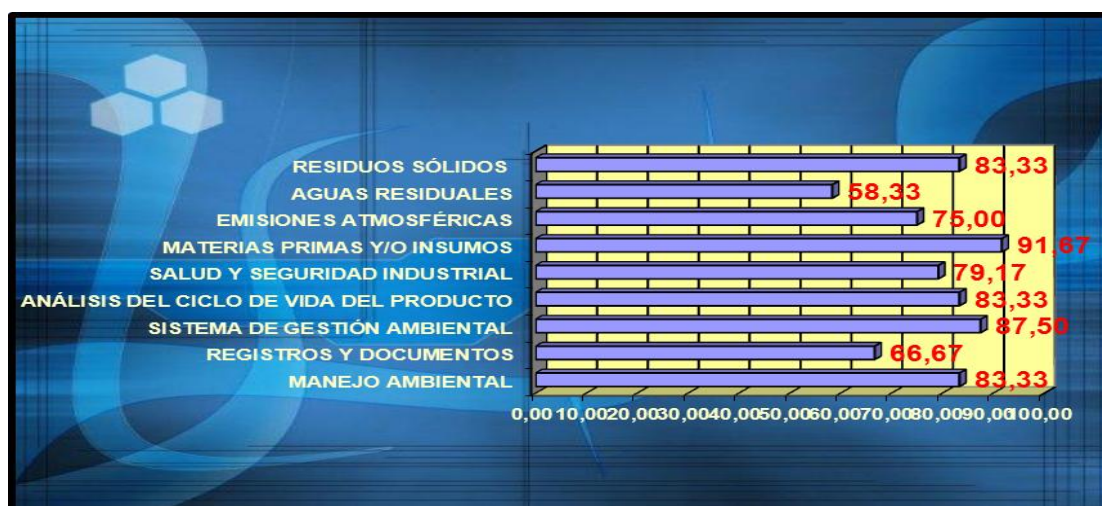 RESIDUOS SÓLIDOS 83,33
AGUAS RESIDUALES 58,33
EMISIONES ATMOSFÉRICAS 75,00
MATERIAS PRIMAS Y/O INSUMOS 91,67
SALUD Y SEGURIDAD INDUSTRIAL 79,17
ANÁLISIS DEL CICLO DE VIDA DEL PRODUCTO 83,33
SISTEMA DE GESTIÓN AMBIENTAL 87,50
REGISTROS Y DOCUMENTOS 66,67
MANEJO AMBIENTAL 83,33
0,00 10,00 20,00 30,00 40,00 50,00 60,00 70,00 80,00 90,00 100,00